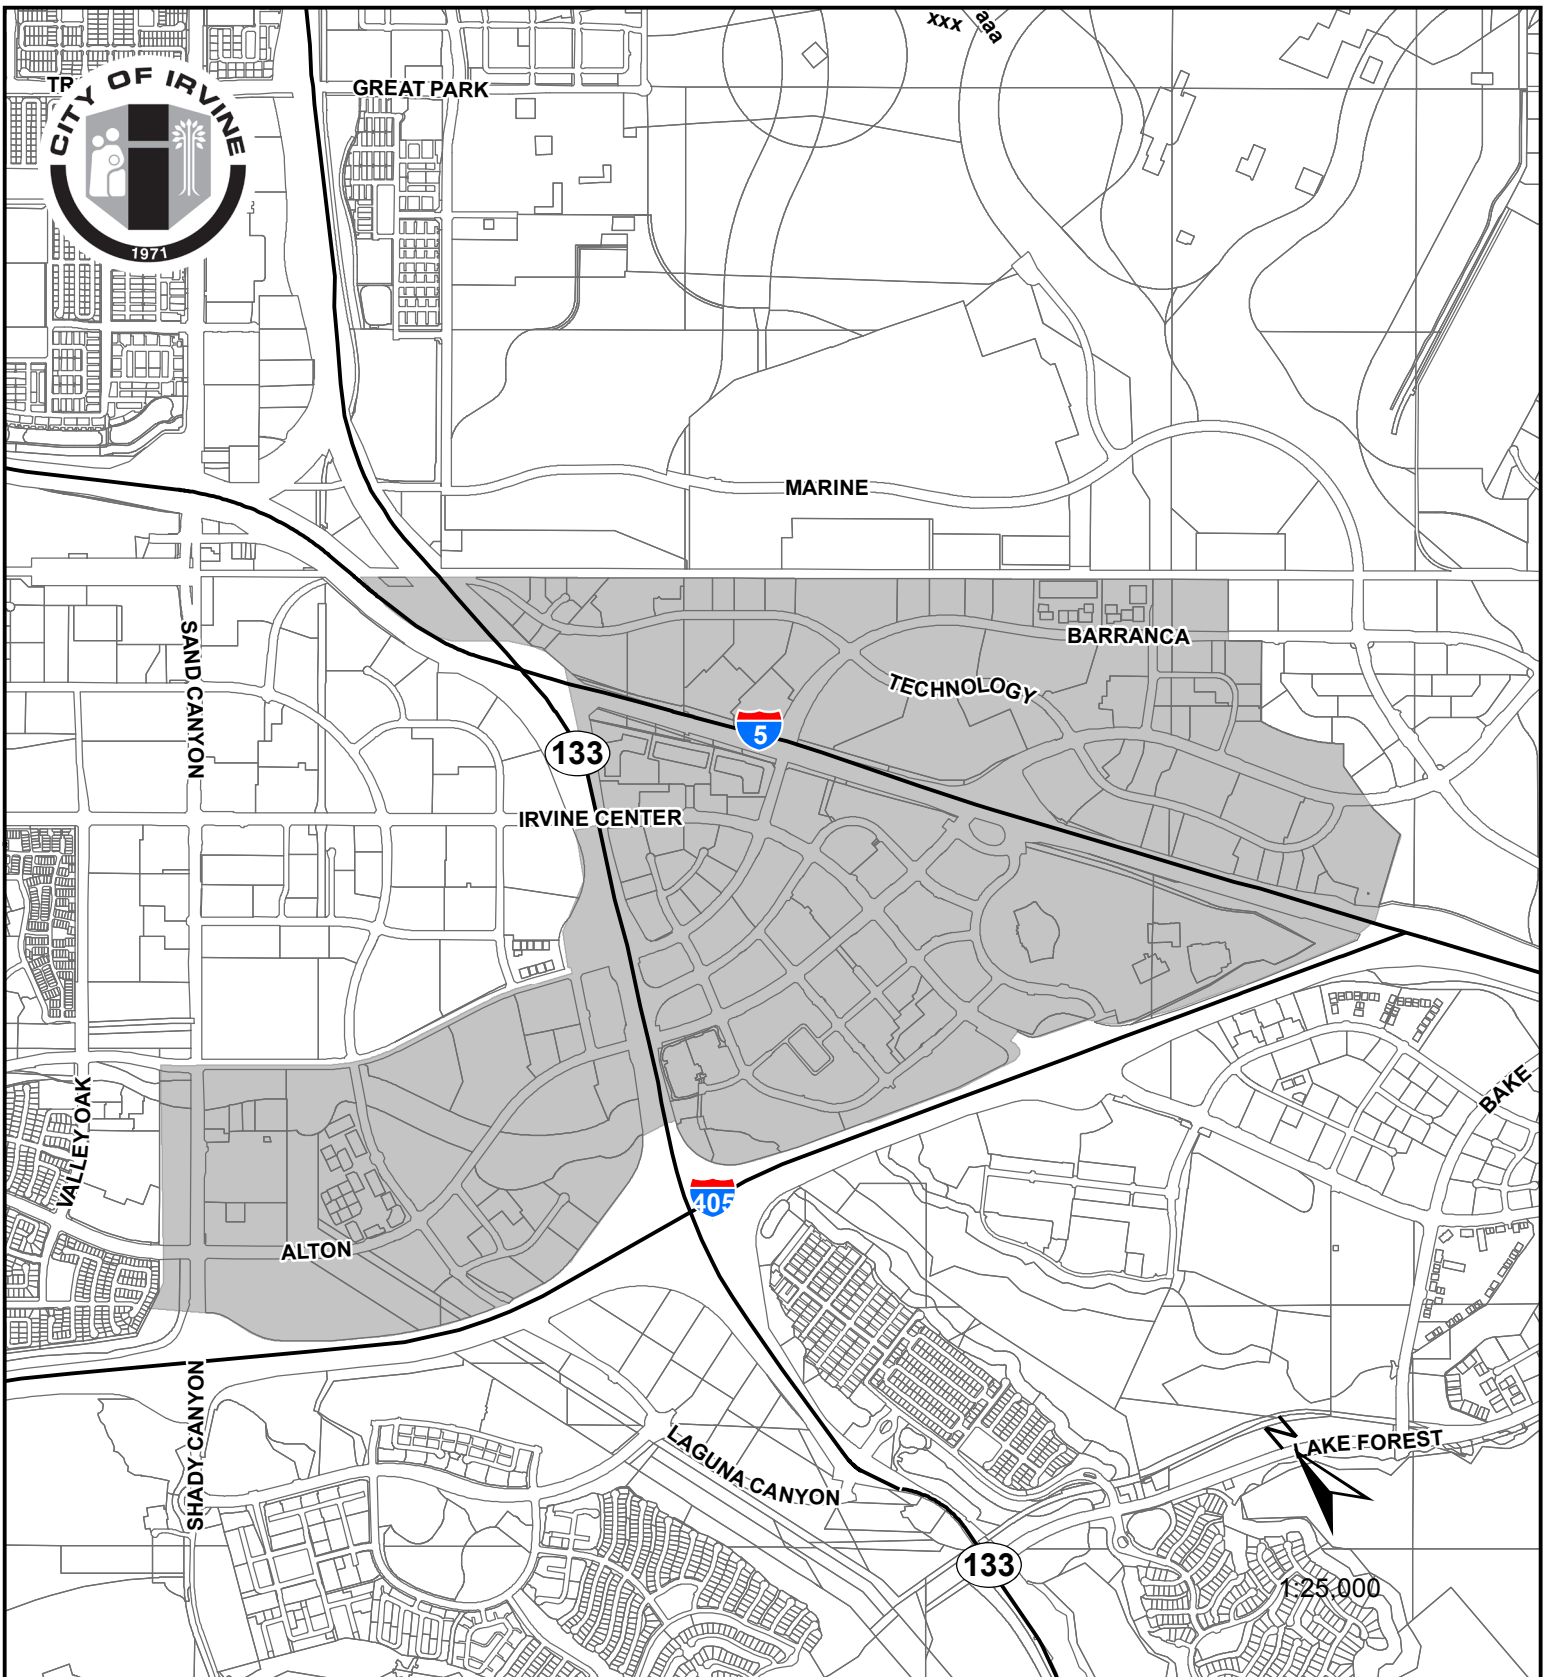 xxx
aaa
TR
GREAT PARK
CITY OF IRVINE
1971
MARINE
SAND CANYON
BARRANCA
TECHNOLOGY
5
133
IRVINE CENTER
VALLEY OAK
BAKE
405
ALTON
SHADY CANYON
LAGUNA CANYON
N
LAKE FOREST
133
1:25,000